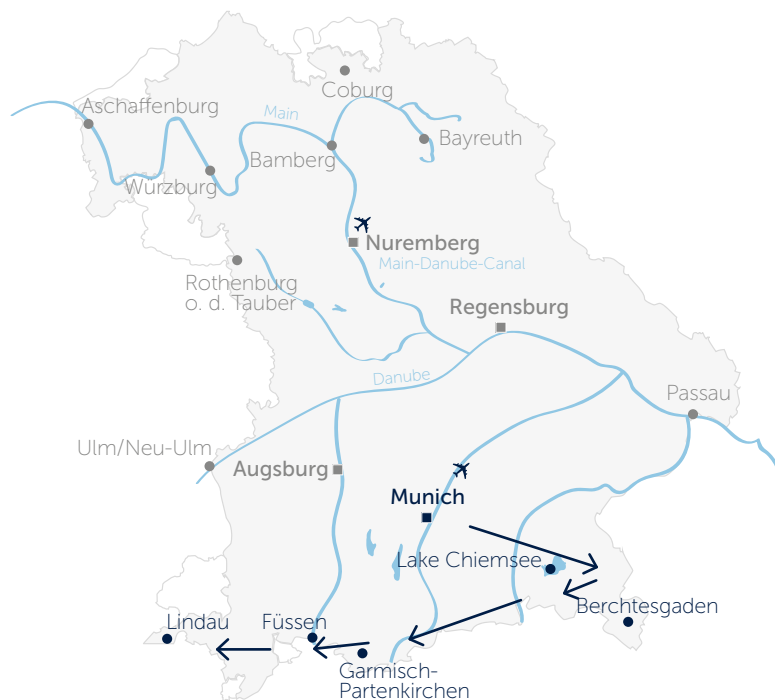 Coburg
Aschaffenburg
Main
Bayreuth
Bamberg
Wurzburg
Nuremberg
Main-Danube-Canal
Rothenburg
o. d. Tauber
Regensburg
Danube
Passau
Ulm/Neu-Ulm
Augsburg
Munich
Lake Chiemsee
Berchtesgaden
Lindau
Füssen
Garmisch-
Partenkirchen